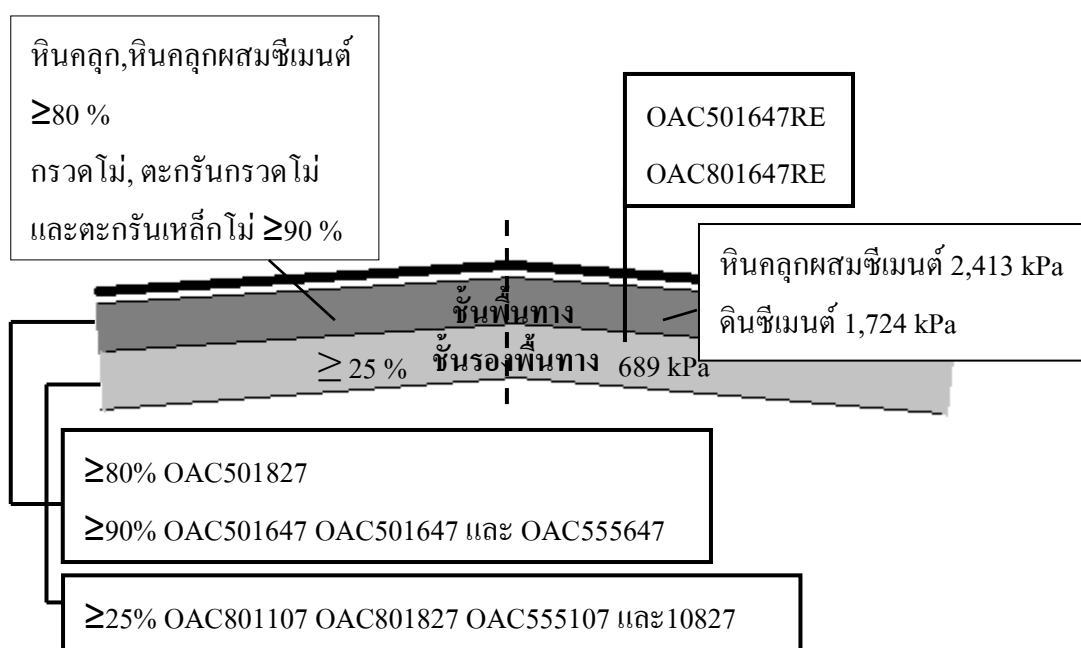 หินคลุก,หินคลุกผสมซีเมนต์
≥80 %
กรวดโม่, ตะกรันกรวดโม่
และตะกรันเหล็กโม่ ≥90 %
OAC501647RE
OAC801647RE
หินคลุกผสมซีเมนต์ 2,413 kPa
ดินซีเมนต์ 1,724 kPa
ชั้นพื้นทาง
≥ 25 % ชั้นรองพื้นทาง 689 kPa
≥80% OAC501827
≥90% OAC501647 OAC501647 และ OAC555647
≥25% OAC801107 OAC801827 OAC555107 และ10827